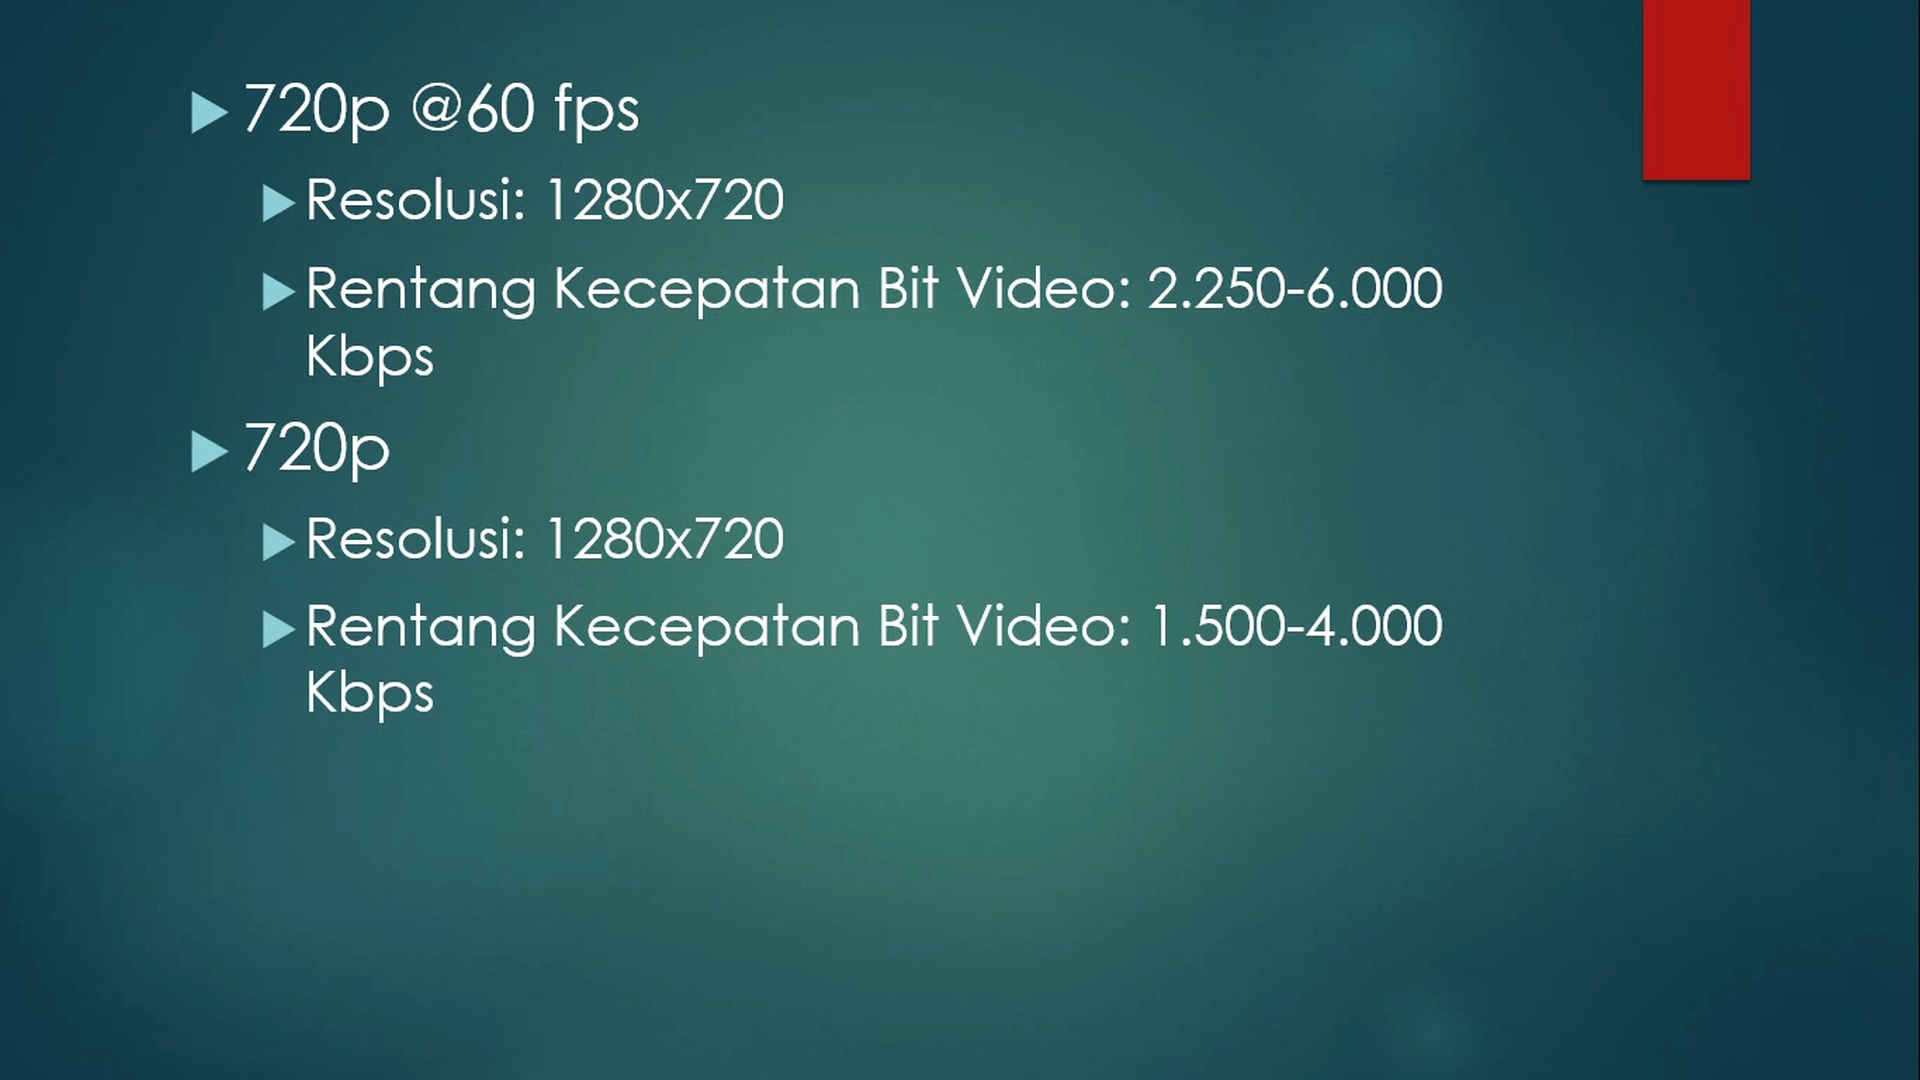 720p @60 fps
Resolusi: 1280x720
Rentang Kecepatan Bit Video: 2.250-6.000
Kbps
720p
Resolusi: 1280x720
Rentang Kecepatan Bit Video: 1.500-4.000
Kbps